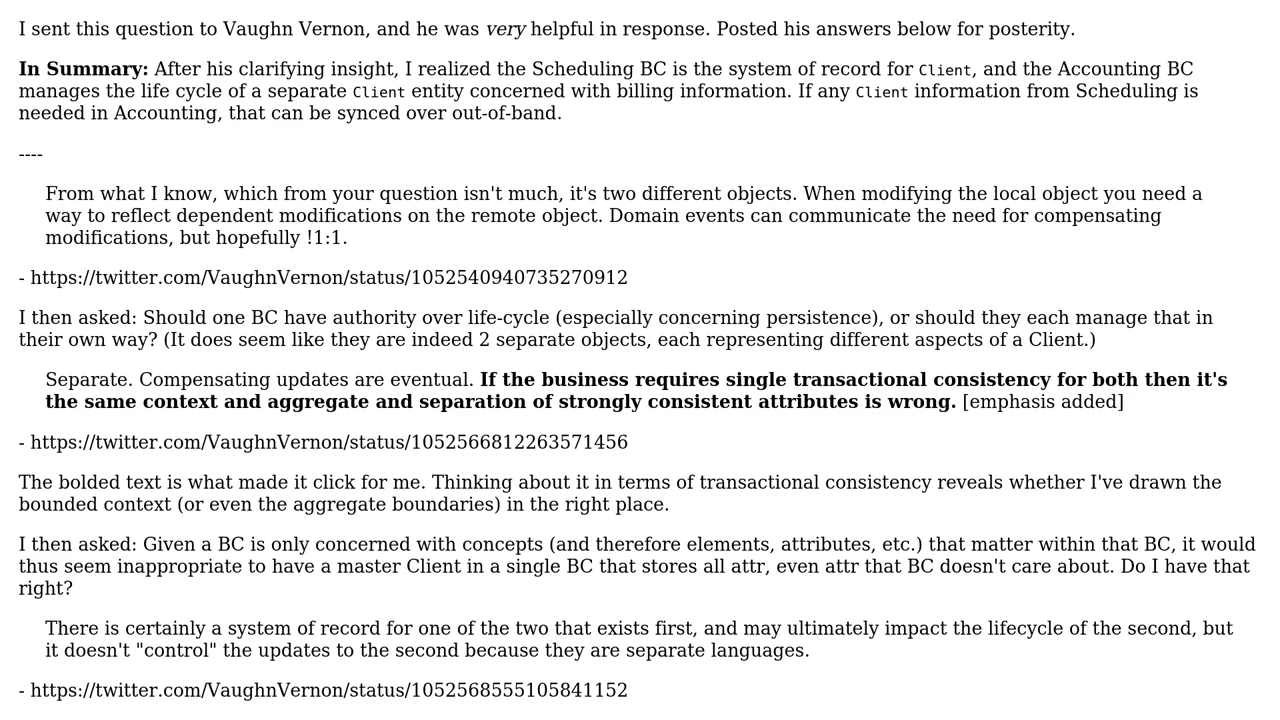 I sent this question to Vaughn Vernon, and he was very helpful in response. Posted his answers below for posterity.
In Summary: After his clarifying insight, I realized the Scheduling BC is the system of record for Client, and the Accounting BC
manages the life cycle of a separate Client entity concerned with billing information. If any Client information from Scheduling is
needed in Accounting, that can be synced over out-of-band.
----
From what I know, which from your question isn't much, it's two different objects. When modifying the local object you need a
way to reflect dependent modifications on the remote object. Domain events can communicate the need for compensating
modifications, but hopefully !1:1.
- https://twitter.com/VaughnVernon/status/1052540940735270912
I then asked: Should one BC have authority over life-cycle (especially concerning persistence), or should they each manage that in
their own way? (It does seem like they are indeed 2 separate objects, each representing different aspects of a Client.)
Separate. Compensating updates are eventual. If the business requires single transactional consistency for both then it's
the same context and aggregate and separation of strongly consistent attributes is wrong. [emphasis added]
- https://twitter.com/VaughnVernon/status/1052566812263571456
The bolded text is what made it click for me. Thinking about it in terms of transactional consistency reveals whether I've drawn the
bounded context (or even the aggregate boundaries) in the right place.
I then asked: Given a BC is only concerned with concepts (and therefore elements, attributes, etc.) that matter within that BC, it would
thus seem inappropriate to have a master Client in a single BC that stores all attr, even attr that BC doesn't care about. Do I have that
right?
There is certainly a system of record for one of the two that exists first, and may ultimately impact the lifecycle of the second, but
it doesn't "control" the updates to the second because they are separate languages.
- https://twitter.com/VaughnVernon/status/1052568555105841152